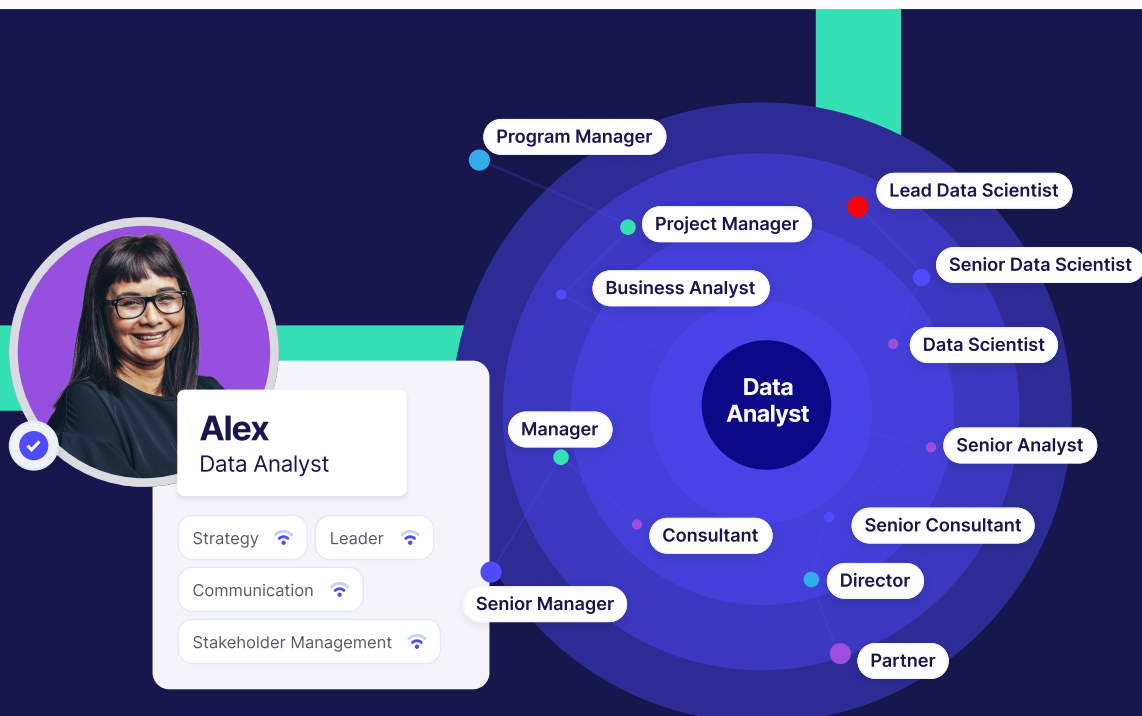 Program Manager
Lead Data Scientist
Project Manager
Senior Data Scientist
Business Analyst
Data Scientist
Data
Analyst
Alex
Data Analyst
Manager
Senior Analyst
Strategy
Leader
Consultant
Senior Consultant
Communication
Director
Senior Manager
Stakeholder Management
Partner